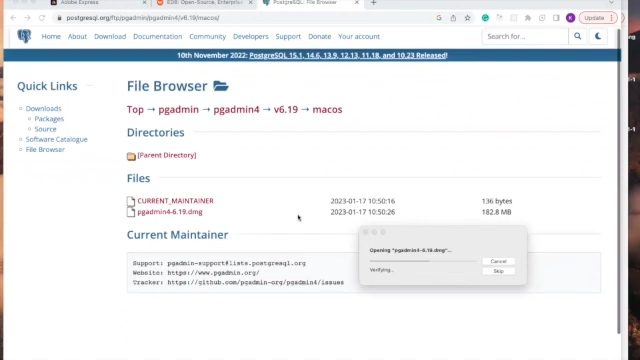 Adobe Express
EDB: Open-Source, Enterprise
PostgreSQL: File Browser
postgresql.org/ftp/pgadmin/pgadmin4/v6.19/macos/
Update
Home About Download Documentation Community Developers Support Donate Your account
Search for...
10th November 2022: PostgreSQL 15.1, 14.6, 13.9, 12.13, 11.18, and 10.23 Released!
Quick Links
Downloads
Packages
Source
Software Catalogue
File Browser
File Browser
Top → pgadmin → pgadmin4 → v6.19 → macos
Directories
[Parent Directory]
Files
CURRENT_MAINTAINER 2023-01-17 10:50:16 136 bytes
pgadmin4-6.19.dmg 2023-01-17 10:50:26 182.8 MB
Current Maintainer
Support: pgadmin-support@lists.postgresql.org
Website: https://www.pgadmin.org/
Tracker: https://github.com/pgadmin-org/pgadmin4/issues
Opening "pgadmin4-6.19.dmg"...
Verifying...
Cancel
Skip